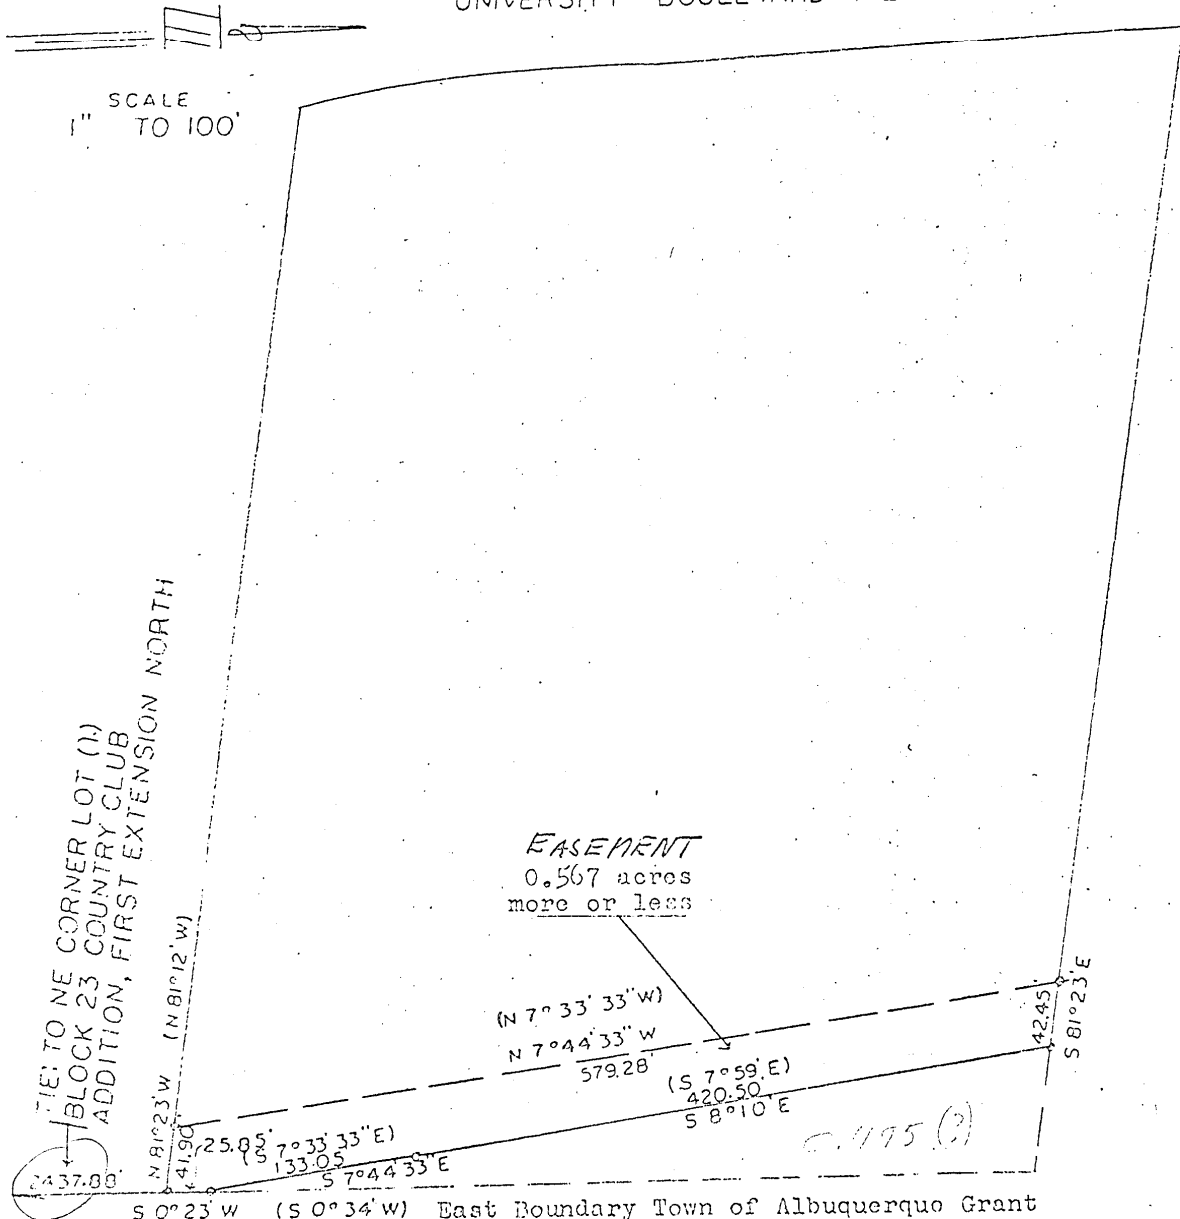 UNIVERSITY BOULEVARD
SCALE
1" TO 100'
TIE: TO NE CORNER LOT (1)
BLOCK 23 COUNTRY CLUB
ADDITION, FIRST EXTENSION NORTH
2437.88'
N 81°23'W (N 81°12'W)
41.90'
EASEMENT
0.567 acres
more or less
(N 7° 33' 33"W)
N 7°44'33" W
579.28'
(S 7°59'E)
420.50
S 8°10'E
42.45'
S 81°23'E
25.85'
(S 7°33'33"E)
133.05
S 7°44'33"E
S 0°23'W (S 0°34'W) East Boundary Town of Albuquerque Grant